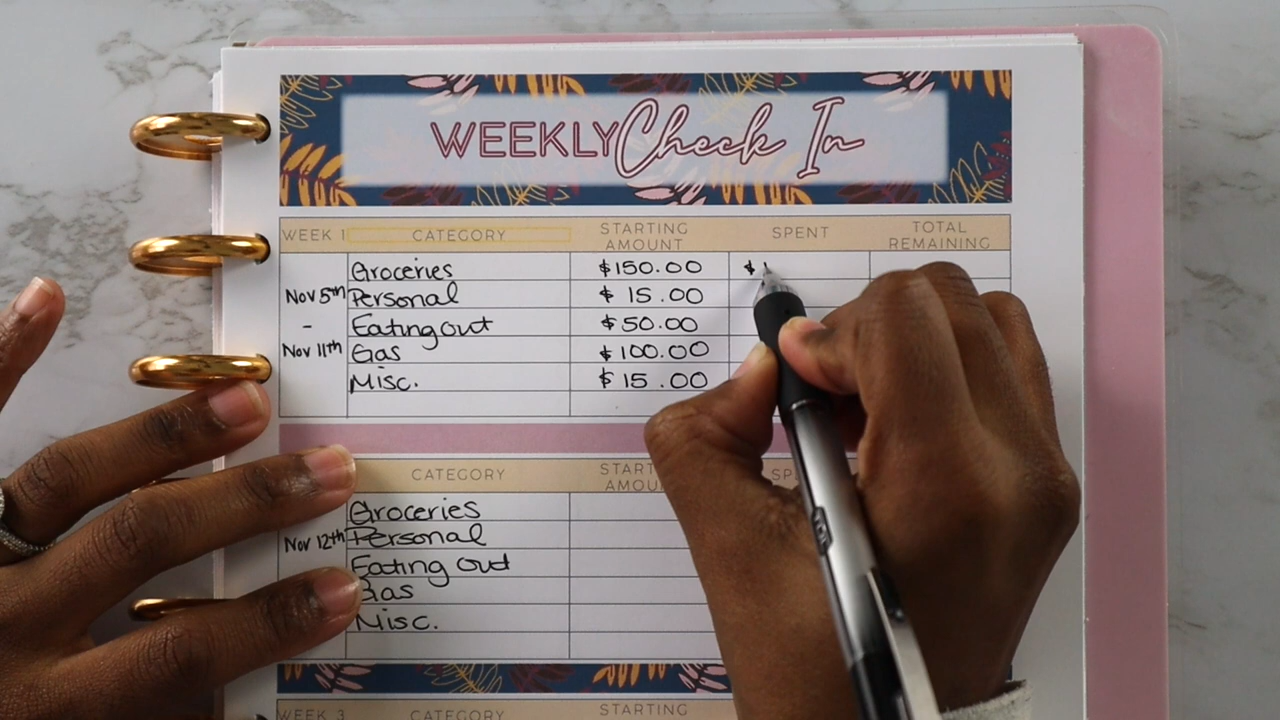 WEEKLY Check In
WEEK 1 CATEGORY STARTING AMOUNT SPENT TOTAL REMAINING
Groceries $150.00 $
Nov 5th Personal $ 15.00
- Eating out $50.00
Nov 11th Gas $100.00
Misc. $ 15.00
CATEGORY
Groceries
Nov 12th Personal
Eating out
Gas
Misc.
WEEK 3 CATEGORY STARTING